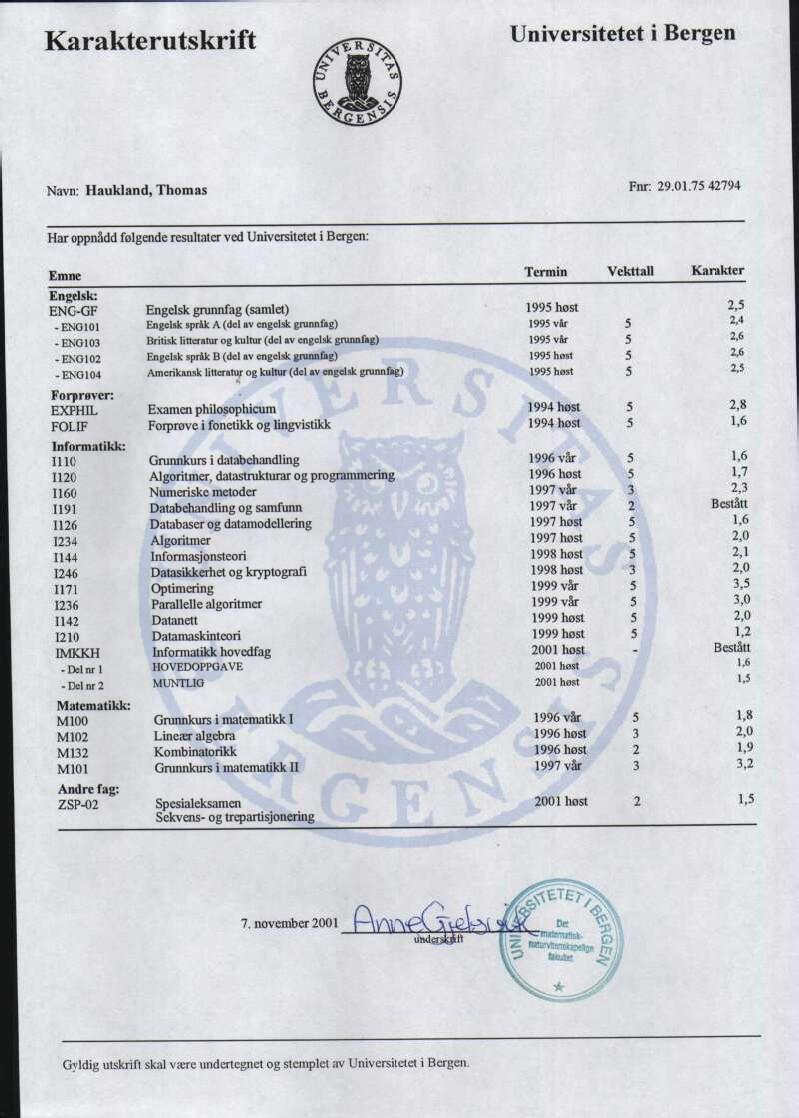 Karakterutskrift
Universitetet i Bergen
UNIVERSITAS BERGENSIS
Navn: Haukland, Thomas
Fnr: 29.01.75 42794
Har oppnådd følgende resultater ved Universitetet i Bergen:
Emne Termin Vekttall Karakter
Engelsk:
ENG-GF Engelsk grunnfag (samlet) 1995 høst 2,5
- ENG101 Engelsk språk A (del av engelsk grunnfag) 1995 vår 5 2,4
- ENG103 Britisk litteratur og kultur (del av engelsk grunnfag) 1995 vår 5 2,6
- ENG102 Engelsk språk B (del av engelsk grunnfag) 1995 høst 5 2,6
- ENG104 Amerikansk litteratur og kultur (del av engelsk grunnfag) 1995 høst 5 2,5
Forprøver:
EXPHIL Examen philosophicum 1994 høst 5 2,8
FOLIF Forprøve i fonetikk og lingvistikk 1994 høst 5 1,6
Informatikk:
I110 Grunnkurs i databehandling 1996 vår 5 1,6
I120 Algoritmer, datastrukturar og programmering 1996 høst 5 1,7
I160 Numeriske metoder 1997 vår 3 2,3
I191 Databehandling og samfunn 1997 vår 2 Bestått
I126 Databaser og datamodellering 1997 høst 5 1,6
I234 Algoritmer 1997 høst 5 2,0
I144 Informasjonsteori 1998 høst 5 2,1
I246 Datasikkerhet og kryptografi 1998 høst 3 2,0
I171 Optimering 1999 vår 5 3,5
I236 Parallelle algoritmer 1999 vår 5 3,0
I142 Datanett 1999 høst 5 2,0
I210 Datamaskinteori 1999 høst 5 1,2
IMKKH Informatikk hovedfag 2001 høst - Bestått
- Del nr 1 HOVEDOPPGAVE 2001 høst 1,6
- Del nr 2 MUNTLIG 2001 høst 1,5
Matematikk:
M100 Grunnkurs i matematikk I 1996 vår 5 1,8
M102 Lineær algebra 1996 høst 3 2,0
M132 Kombinatorikk 1996 høst 2 1,9
M101 Grunnkurs i matematikk II 1997 vår 3 3,2
Andre fag:
ZSP-02 Spesialeksamen 2001 høst 2 1,5
Sekvens- og trepartisjonering
UNIVERSITAS BERGENSIS
7. november 2001 Anne
underskrift
UNIVERSITETET I BERGEN
Det
matematisk-
naturvitenskapelige
fakultet
Gyldig utskrift skal være undertegnet og stemplet av Universitetet i Bergen.